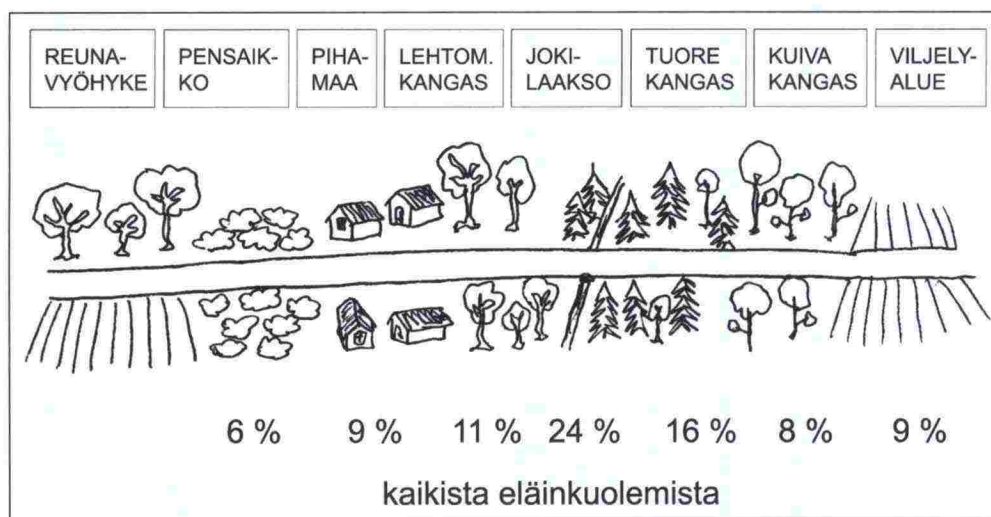 REUNA-
VYÖHYKE
PENSAIK-
KO
PIHA-
MAA
LEHTOM.
KANGAS
JOKI-
LAAKSO
TUORE
KANGAS
KUIVA
KANGAS
VILJELY-
ALUE
6 % 9 % 11 % 24 % 16 % 8 % 9 %
kaikista eläinkuolemista